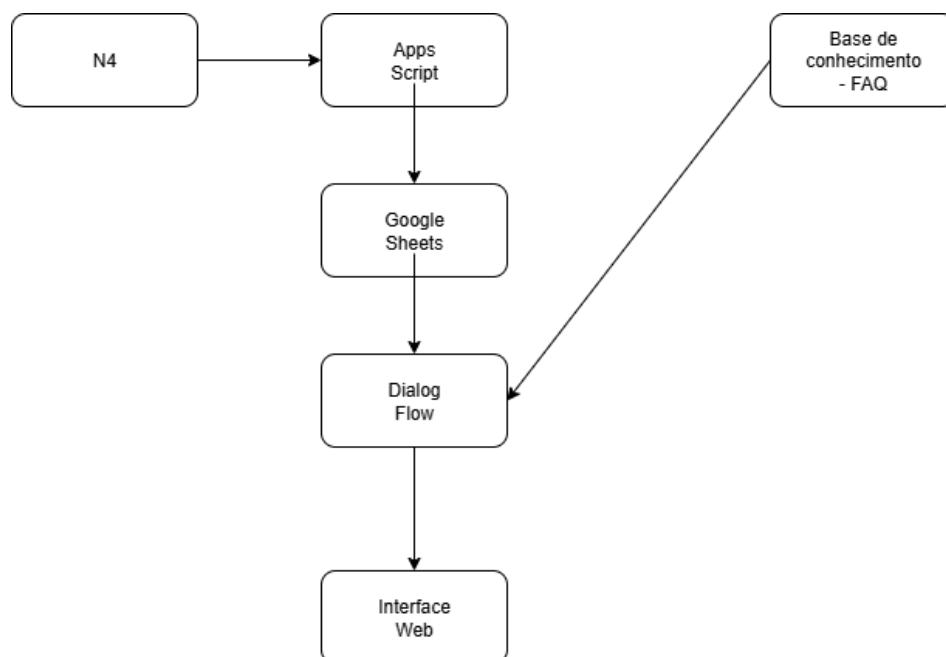 N4
Apps
Script
Base de
conhecimento
- FAQ
Google
Sheets
Dialog
Flow
Interface
Web